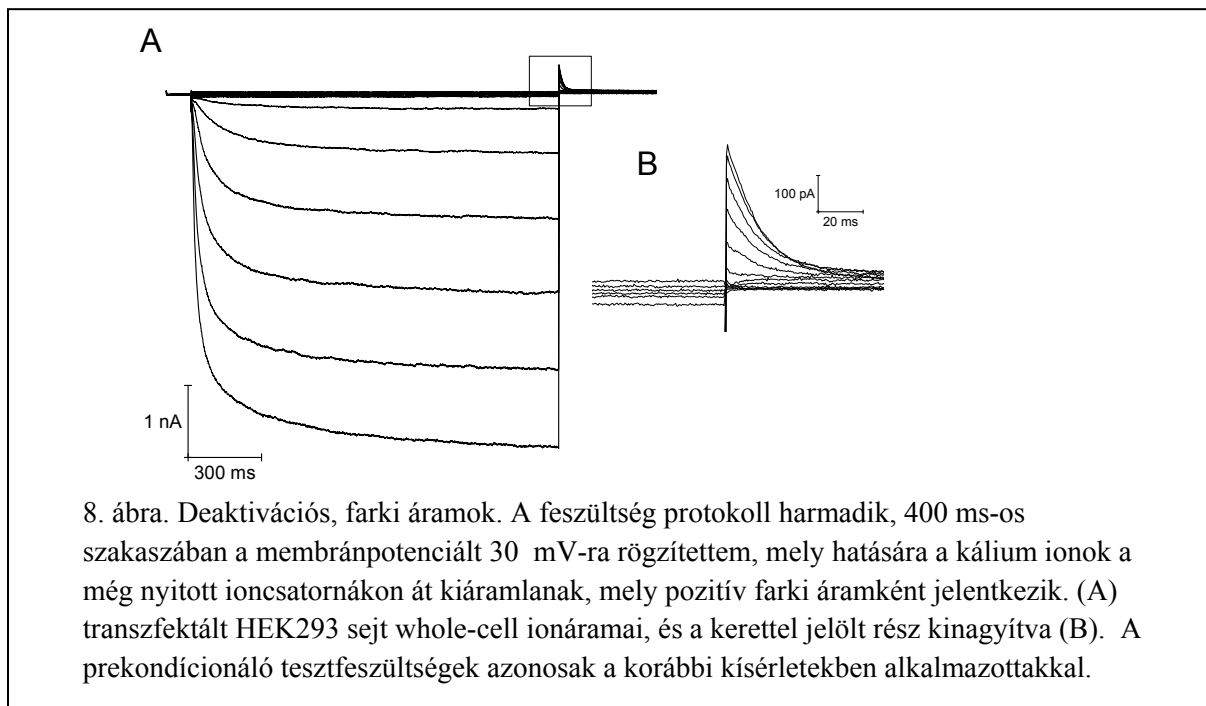 A
B
100 pA
20 ms
1 nA
300 ms
8. ábra. Deaktivációs, farki áramok. A feszültség protokoll harmadik, 400 ms-os
szakaszában a membránpotenciált 30 mV-ra rögzítettem, mely hatására a kálium ionok a
még nyitott ioncsatornákon át kiáramlanak, mely pozitív farki áramként jelentkezik. (A)
transzfektált HEK293 sejt whole-cell ionáramai, és a kerettel jelölt rész kinagyítva (B). A
prekondícionáló tesztfeszültségek azonosak a korábbi kísérletekben alkalmazottakkal.